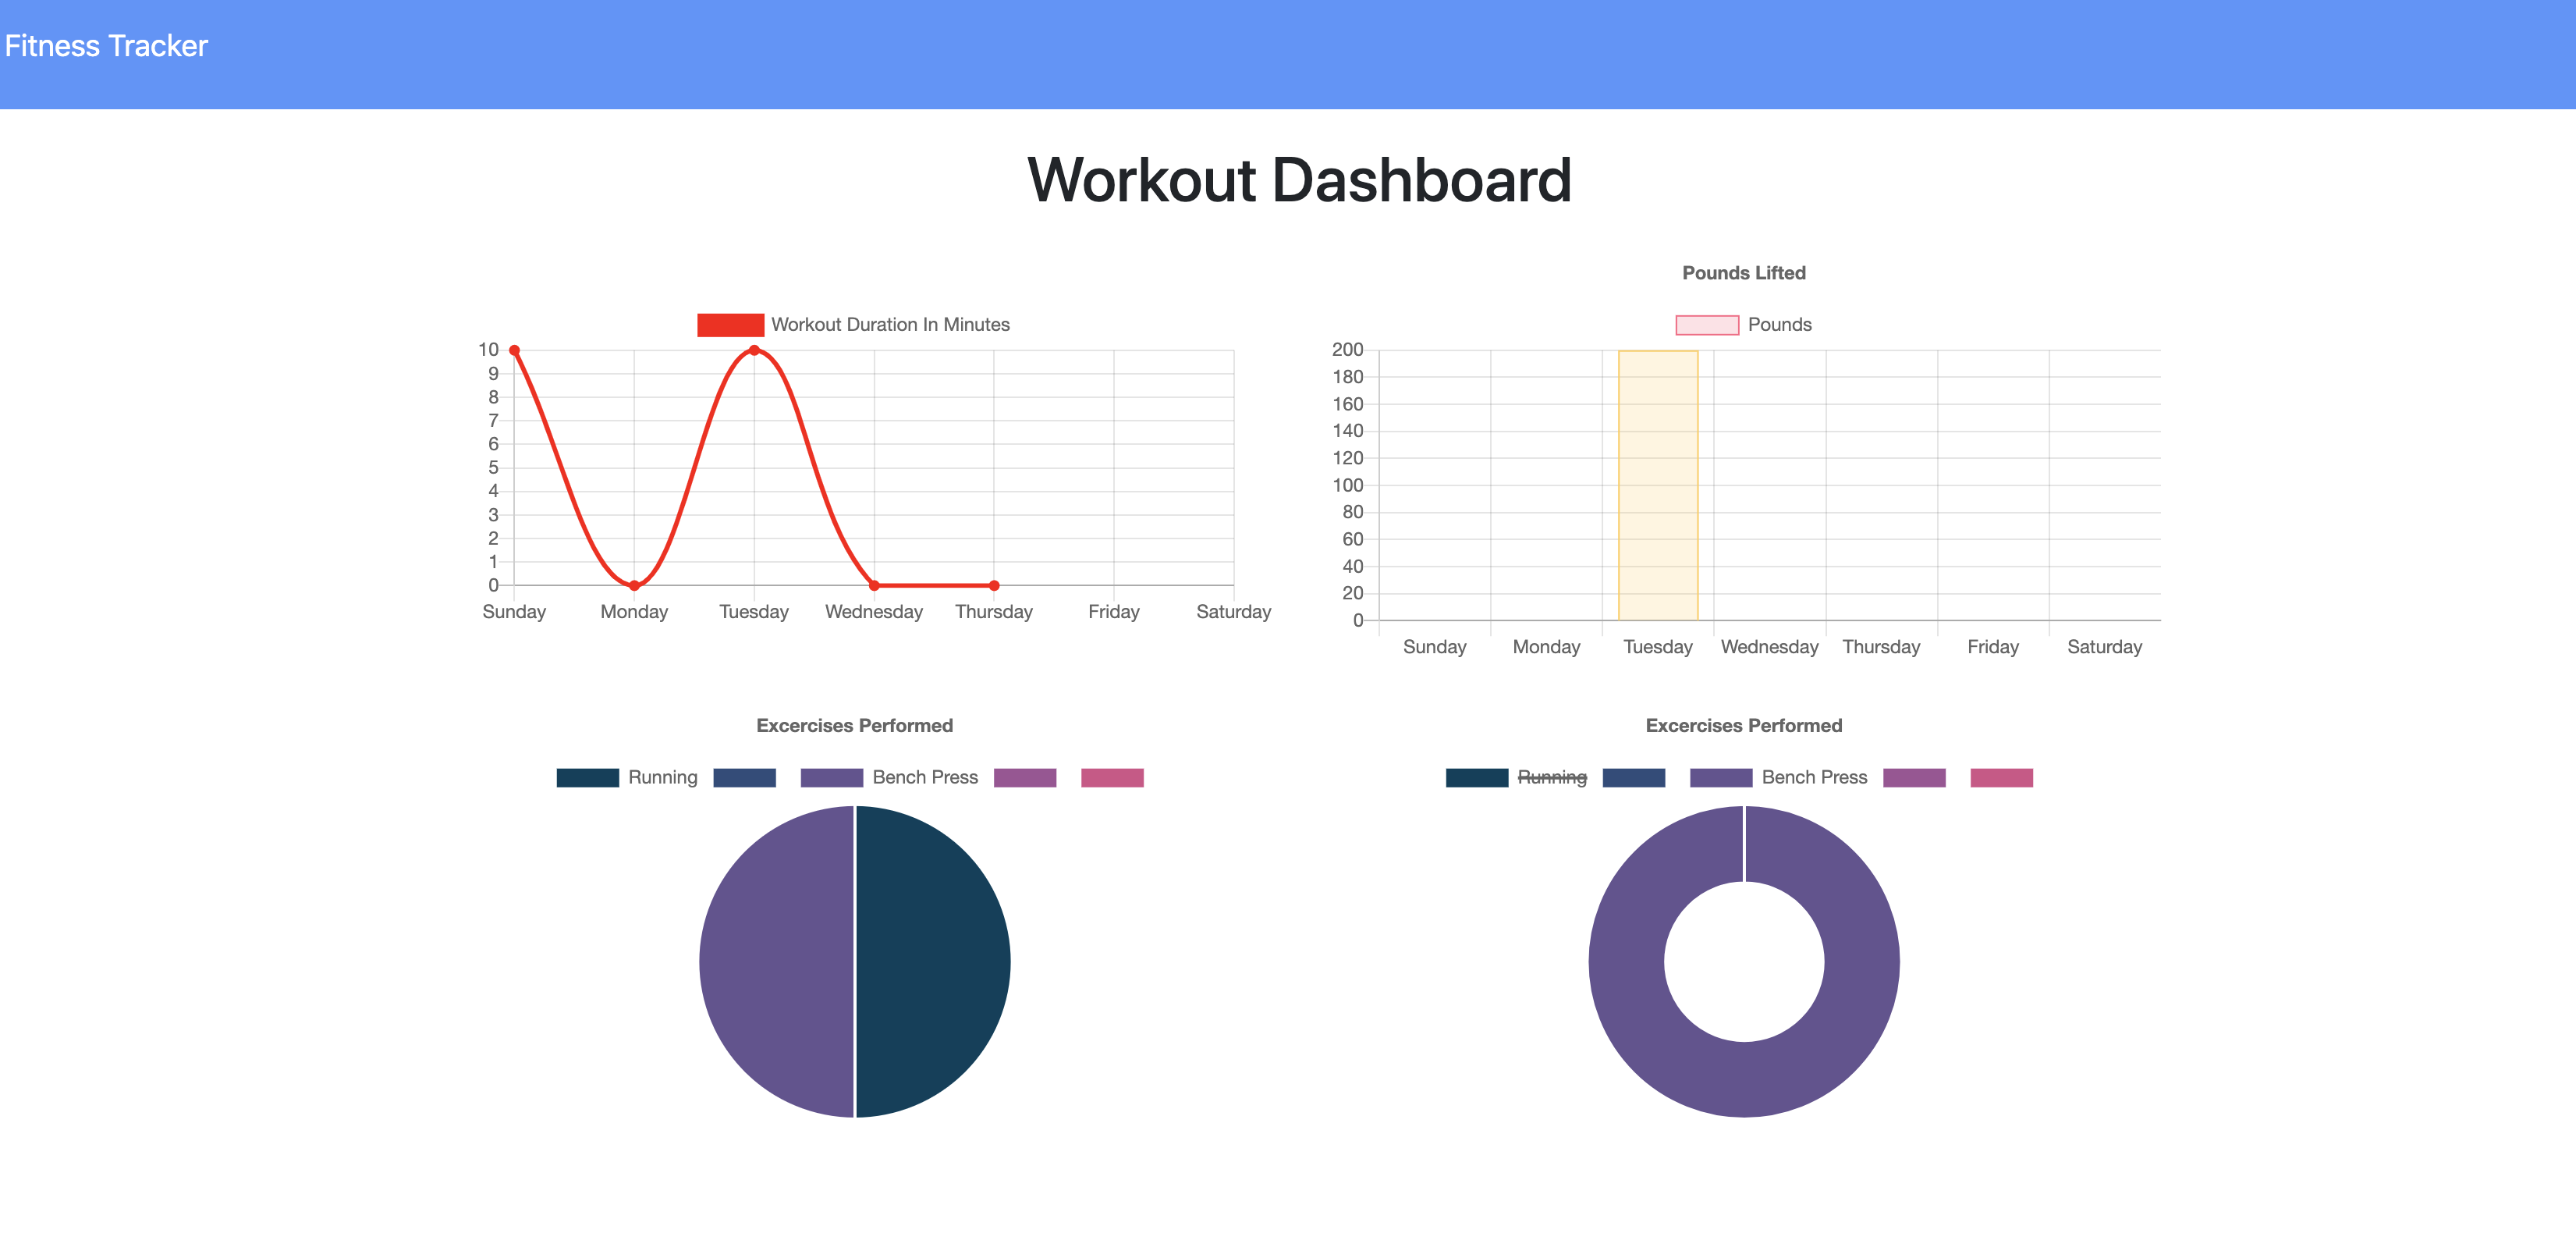 Fitness Tracker
Workout Dashboard
Workout Duration In Minutes
10
9
8
7
6
5
4
3
2
1
0
Sunday Monday Tuesday Wednesday Thursday Friday Saturday
Pounds Lifted
Pounds
200
180
160
140
120
100
80
60
40
20
0
Sunday Monday Tuesday Wednesday Thursday Friday Saturday
Excercises Performed
Running Bench Press
Excercises Performed
Running Bench Press